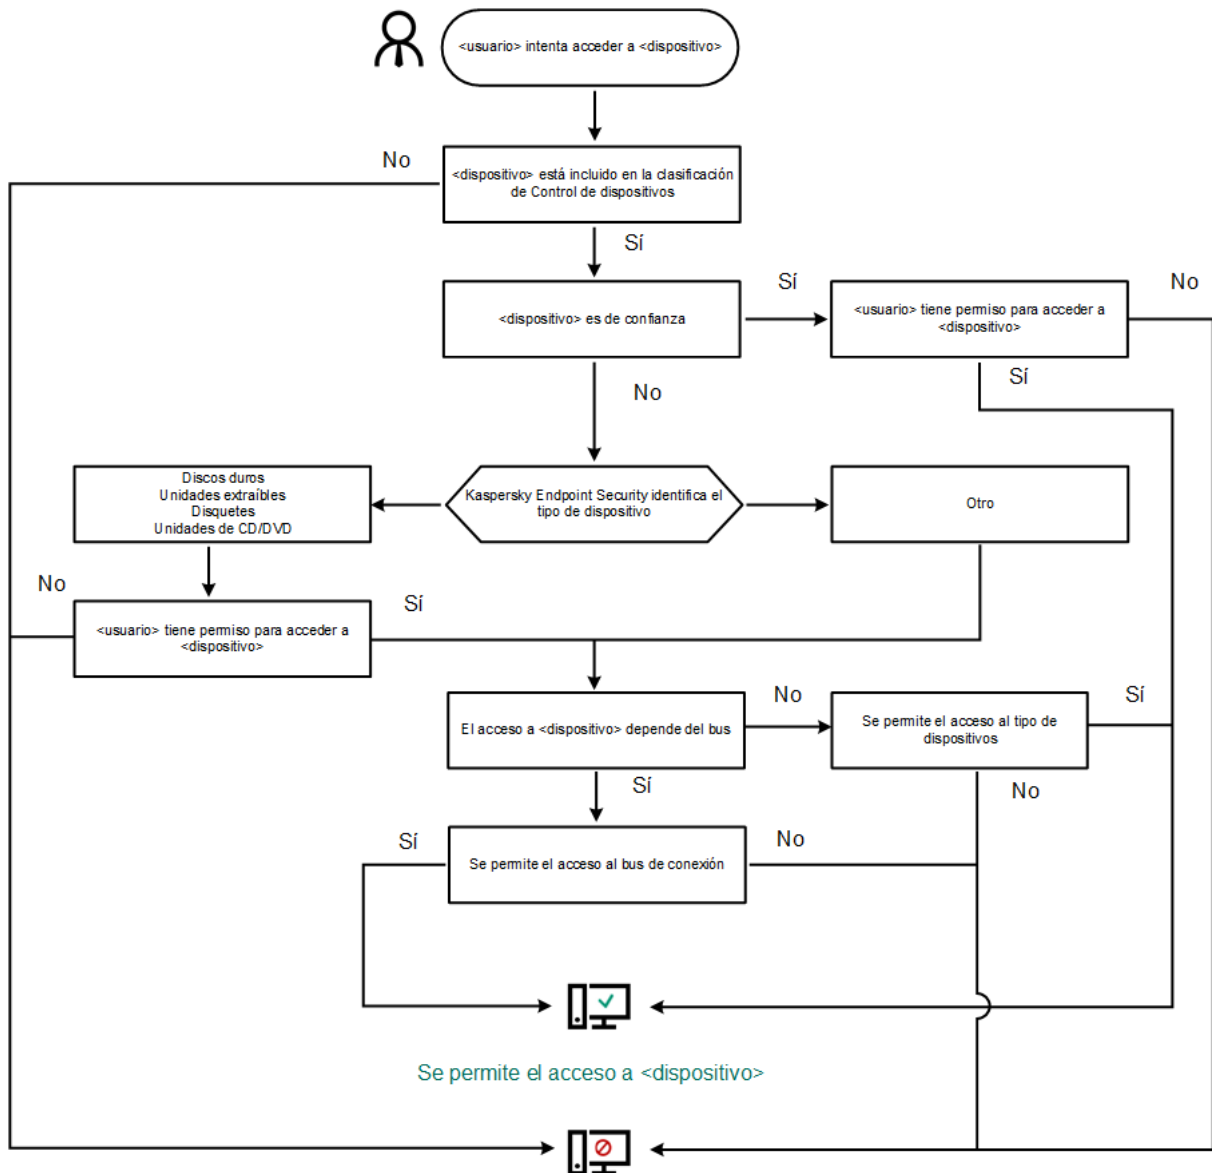 <usuario> intenta acceder a <dispositivo>
No
<dispositivo> está incluido en la clasificación
de Control de dispositivos
Sí
<dispositivo> es de confianza
Sí
<usuario> tiene permiso para acceder a
<dispositivo>
No
Sí
No
Discos duros
Unidades extraíbles
Disquetes
Unidades de CD/DVD
Kaspersky Endpoint Security identifica el
tipo de dispositivo
Otro
No
<usuario> tiene permiso para acceder a
<dispositivo>
Sí
El acceso a <dispositivo> depende del bus
No
Se permite el acceso al tipo de
dispositivos
Sí
Sí
No
Sí
Se permite el acceso al bus de conexión
No
Se permite el acceso a <dispositivo>